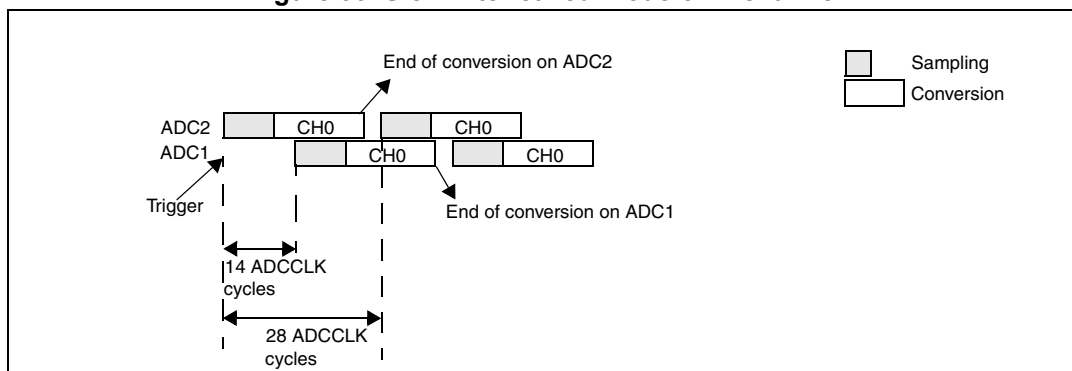 End of conversion on ADC2
Sampling
Conversion
ADC2
CH0
CH0
ADC1
CH0
CH0
Trigger
End of conversion on ADC1
14 ADCCLK
cycles
28 ADCCLK
cycles